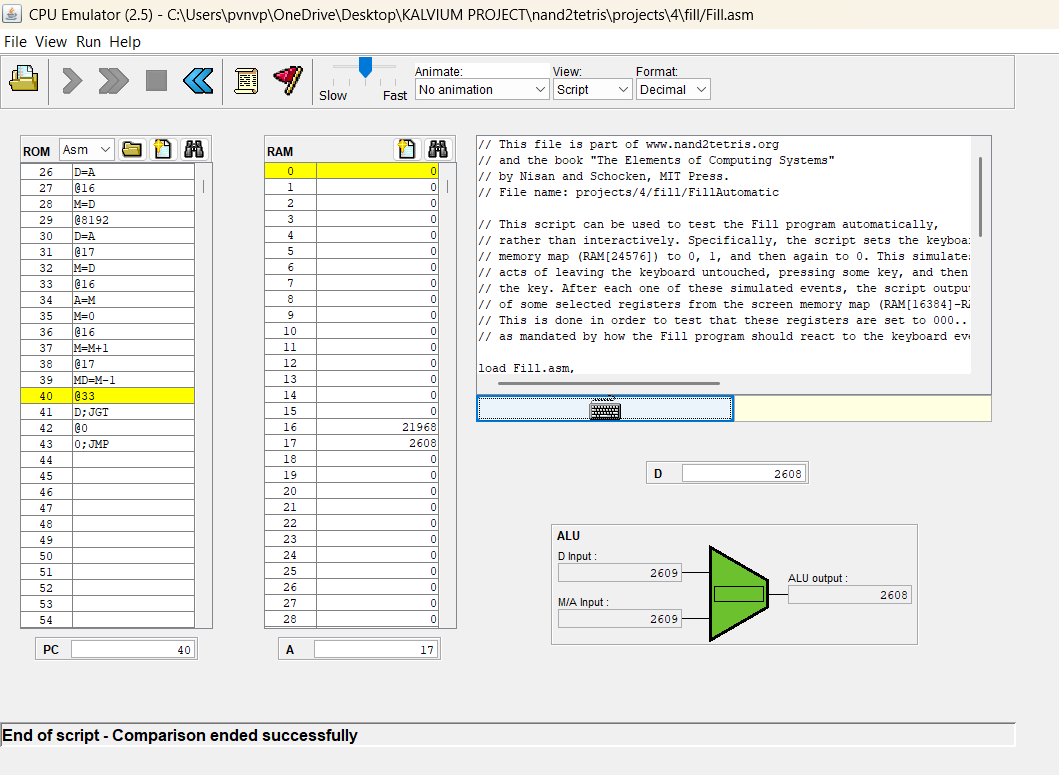 CPU Emulator (2.5) - C:\Users\pvnvp\OneDrive\Desktop\KALVIUM PROJECT\nand2tetris\projects\4\fill/Fill.asm
File View Run Help
Slow Fast
Animate: View: Format:
No animation Script Decimal
ROM Asm
26 D=A
27 @16
28 M=D
29 @8192
30 D=A
31 @17
32 M=D
33 @16
34 A=M
35 M=0
36 @16
37 M=M+1
38 @17
39 MD=M-1
40 @33
41 D;JGT
42 @0
43 0;JMP
44
45
46
47
48
49
50
51
52
53
54
PC 40
RAM
0 0
1 0
2 0
3 0
4 0
5 0
6 0
7 0
8 0
9 0
10 0
11 0
12 0
13 0
14 0
15 0
16 21968
17 2608
18 0
19 0
20 0
21 0
22 0
23 0
24 0
25 0
26 0
27 0
28 0
A 17
// This file is part of www.nand2tetris.org
// and the book "The Elements of Computing Systems"
// by Nisan and Schocken, MIT Press.
// File name: projects/4/fill/FillAutomatic
// This script can be used to test the Fill program automatically,
// rather than interactively. Specifically, the script sets the keyboa
// memory map (RAM[24576]) to 0, 1, and then again to 0. This simulate
// acts of leaving the keyboard untouched, pressing some key, and then
// the key. After each one of these simulated events, the script outpu
// of some selected registers from the screen memory map (RAM[16384]-R
// This is done in order to test that these registers are set to 000..
// as mandated by how the Fill program should react to the keyboard ev
load Fill.asm,
D 2608
ALU
D Input :
2609
M/A Input :
2609
ALU output :
2608
End of script - Comparison ended successfully